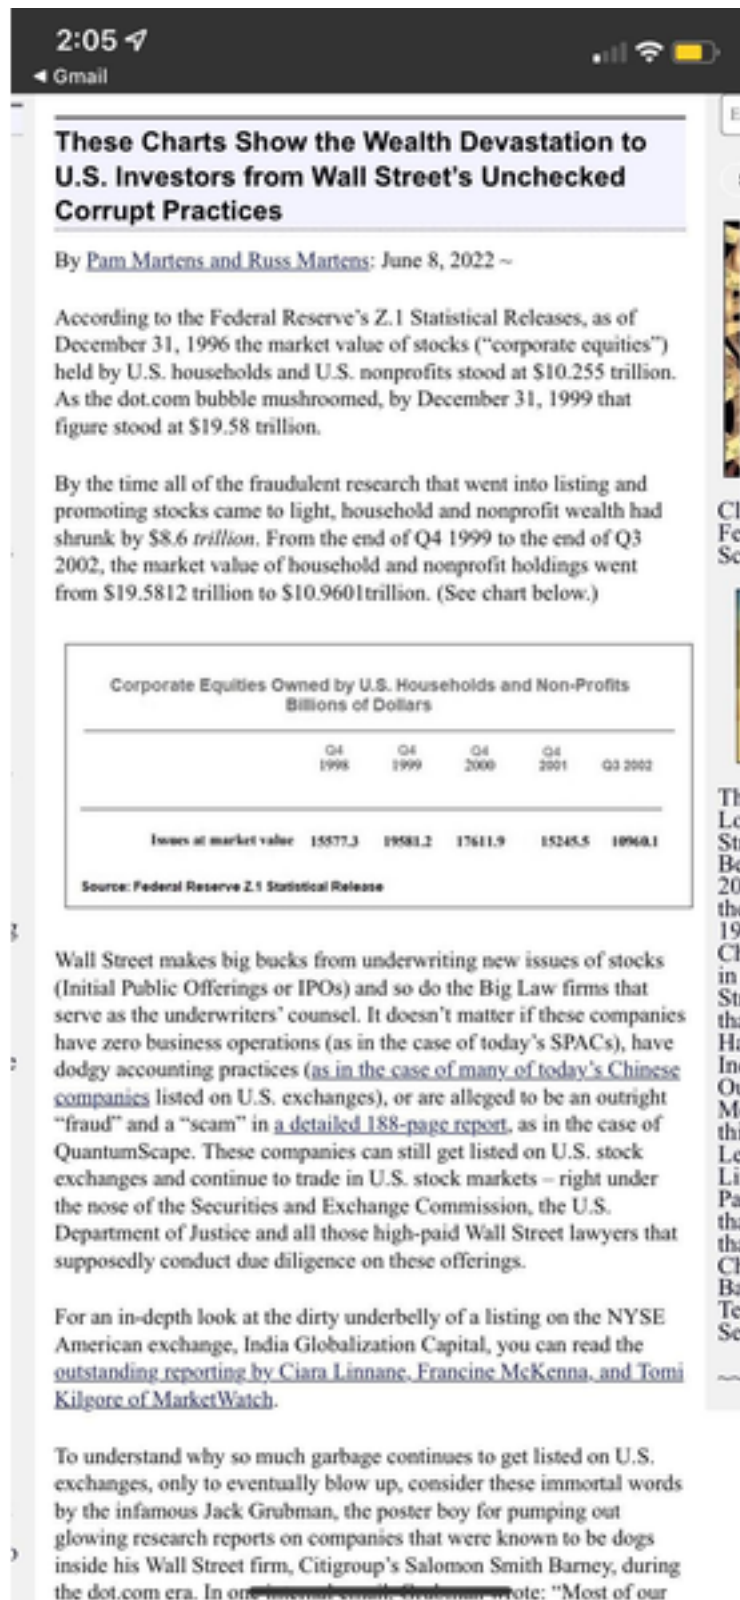 2:05
◄ Gmail
These Charts Show the Wealth Devastation to
U.S. Investors from Wall Street's Unchecked
Corrupt Practices
By Pam Martens and Russ Martens: June 8, 2022 ~
According to the Federal Reserve's Z.1 Statistical Releases, as of
December 31, 1996 the market value of stocks ("corporate equities")
held by U.S. households and U.S. nonprofits stood at $10.255 trillion.
As the dot.com bubble mushroomed, by December 31, 1999 that
figure stood at $19.58 trillion.
By the time all of the fraudulent research that went into listing and
promoting stocks came to light, household and nonprofit wealth had
shrunk by $8.6 trillion. From the end of Q4 1999 to the end of Q3
2002, the market value of household and nonprofit holdings went
from $19.5812 trillion to $10.9601trillion. (See chart below.)
Corporate Equities Owned by U.S. Households and Non-Profits
Billions of Dollars
Q4 Q4 Q4 Q4
1998 1999 2000 2001 Q3 2002
Issues at market value 15577.3 19581.2 17611.9 15245.5 10960.1
Source: Federal Reserve Z.1 Statistical Release
Wall Street makes big bucks from underwriting new issues of stocks
(Initial Public Offerings or IPOs) and so do the Big Law firms that
serve as the underwriters' counsel. It doesn't matter if these companies
have zero business operations (as in the case of today's SPACs), have
dodgy accounting practices (as in the case of many of today's Chinese
companies listed on U.S. exchanges), or are alleged to be an outright
"fraud" and a "scam" in a detailed 188-page report, as in the case of
QuantumScape. These companies can still get listed on U.S. stock
exchanges and continue to trade in U.S. stock markets – right under
the nose of the Securities and Exchange Commission, the U.S.
Department of Justice and all those high-paid Wall Street lawyers that
supposedly conduct due diligence on these offerings.
For an in-depth look at the dirty underbelly of a listing on the NYSE
American exchange, India Globalization Capital, you can read the
outstanding reporting by Ciara Linnane, Francine McKenna, and Tomi
Kilgore of MarketWatch.
To understand why so much garbage continues to get listed on U.S.
exchanges, only to eventually blow up, consider these immortal words
by the infamous Jack Grubman, the poster boy for pumping out
glowing research reports on companies that were known to be dogs
inside his Wall Street firm, Citigroup's Salomon Smith Barney, during
the dot.com era. In one wrote: "Most of our